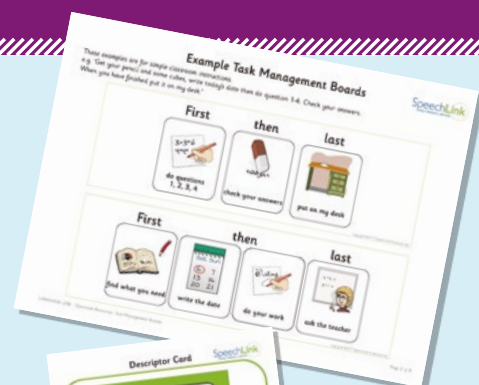 Example Task Management Boards
These examples are for simple classroom instructions.
e.g. 'Get your pencil and some cubes, write today's date then do question 1-6. Check your answers.
When you have finished put it on my desk.'
SpeechLink
First
then
last
do questions
1, 2, 3, 4
check your answers
put on my desk
First
then
last
find what you need
write the date
do your work
ask the teacher
Descriptor Card
SpeechLink